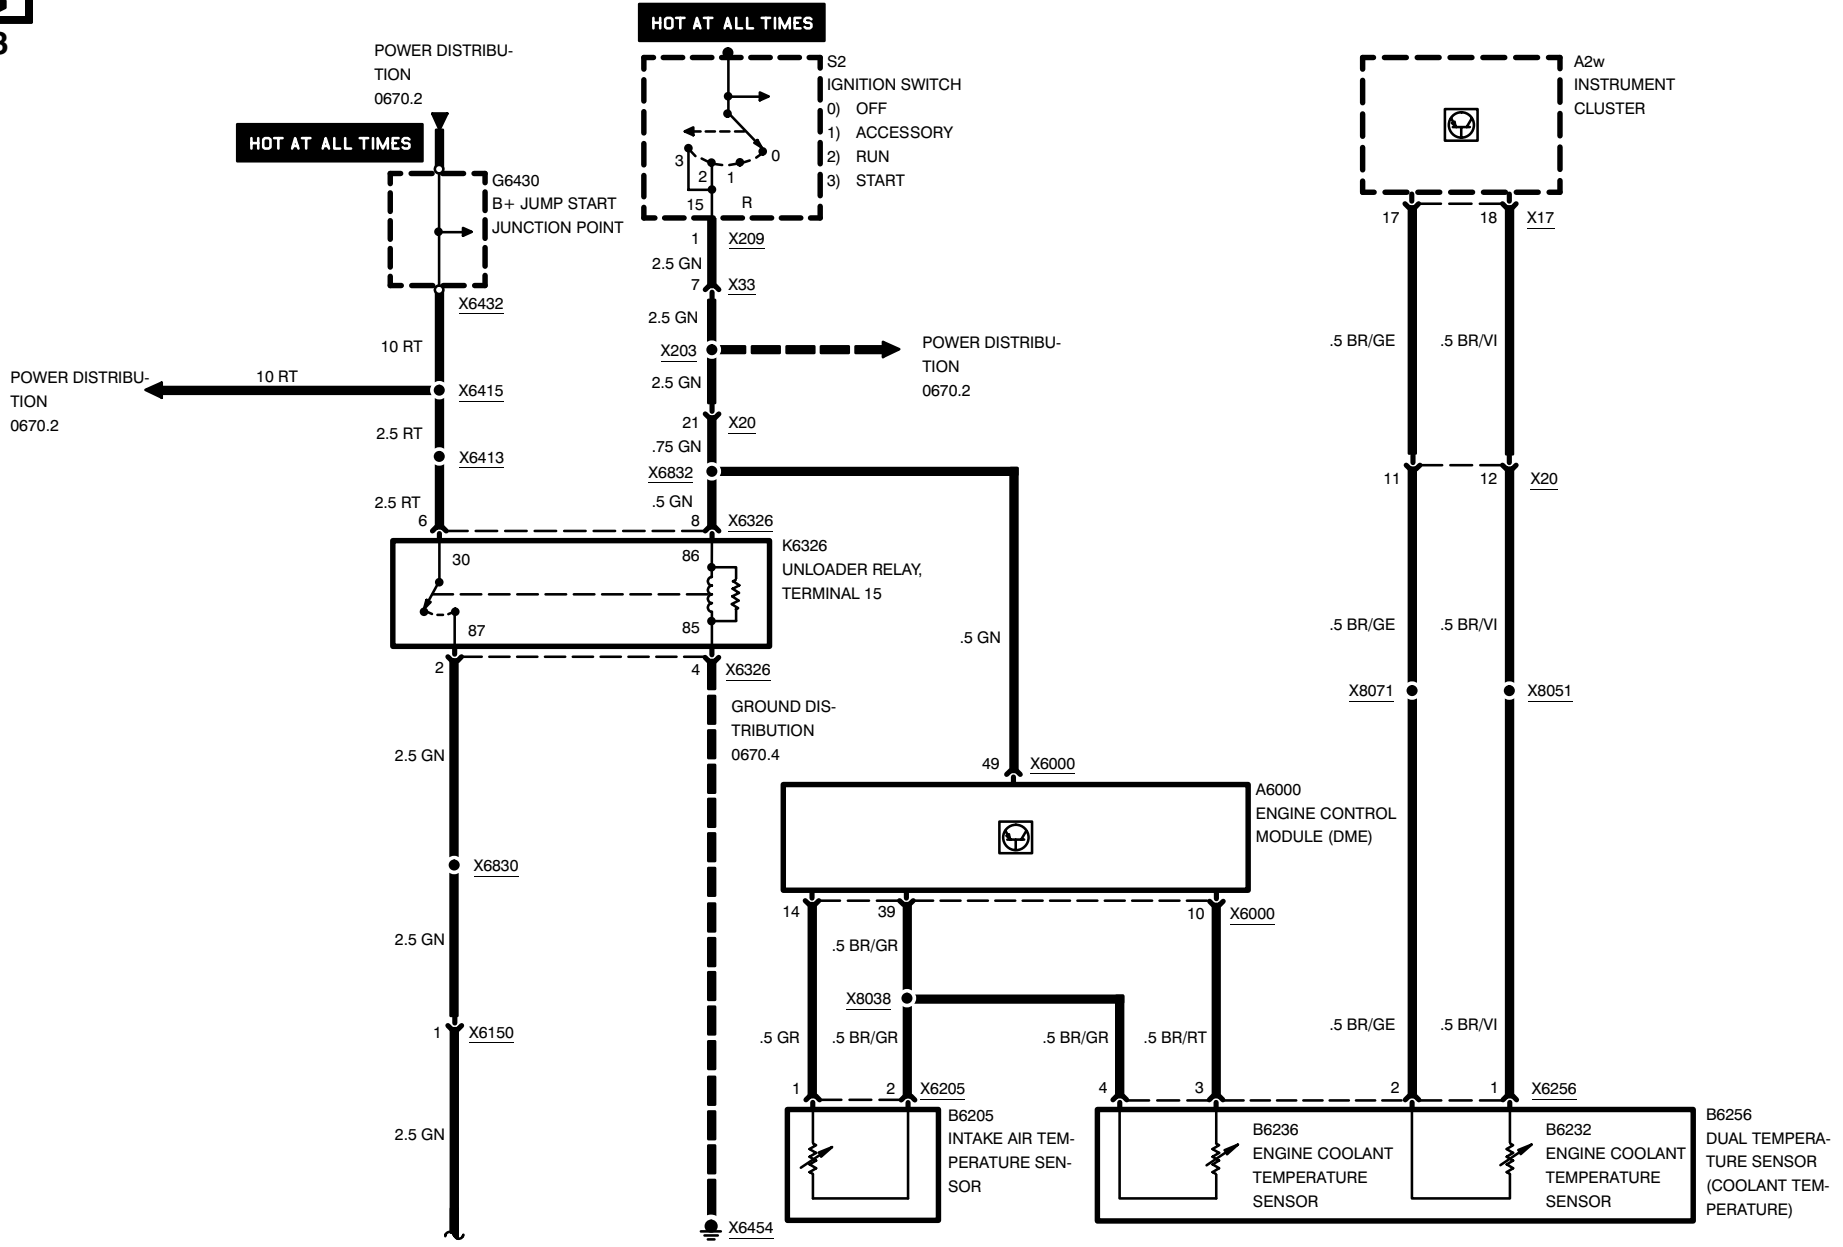 3
HOT AT ALL TIMES
POWER DISTRIBU-
TION
0670.2
HOT AT ALL TIMES
G6430
B+ JUMP START
JUNCTION POINT
X6432
10 RT
10 RT
POWER DISTRIBU-
TION
0670.2
X6415
2.5 RT
X6413
2.5 RT
6
S2
IGNITION SWITCH
0) OFF
1) ACCESSORY
2) RUN
3) START
3
2
1
0
15
R
1
X209
2.5 GN
7
X33
2.5 GN
X203
POWER DISTRIBU-
TION
0670.2
2.5 GN
21
X20
.75 GN
X6832
.5 GN
8
X6326
30
86
87
85
K6326
UNLOADER RELAY,
TERMINAL 15
2
4
X6326
GROUND DIS-
TRIBUTION
0670.4
2.5 GN
X6830
2.5 GN
1
X6150
2.5 GN
X6454
.5 GN
49
X6000
A6000
ENGINE CONTROL
MODULE (DME)
14
39
10
X6000
.5 BR/GR
X8038
.5 GR
.5 BR/GR
.5 BR/GR
.5 BR/RT
1
2
X6205
B6205
INTAKE AIR TEM-
PERATURE SEN-
SOR
A2w
INSTRUMENT
CLUSTER
17
18
X17
.5 BR/GE
.5 BR/VI
11
12
X20
.5 BR/GE
.5 BR/VI
X8071
X8051
.5 BR/GE
.5 BR/VI
4
3
2
1
X6256
B6236
ENGINE COOLANT
TEMPERATURE
SENSOR
B6232
ENGINE COOLANT
TEMPERATURE
SENSOR
B6256
DUAL TEMPERA-
TURE SENSOR
(COOLANT TEM-
PERATURE)